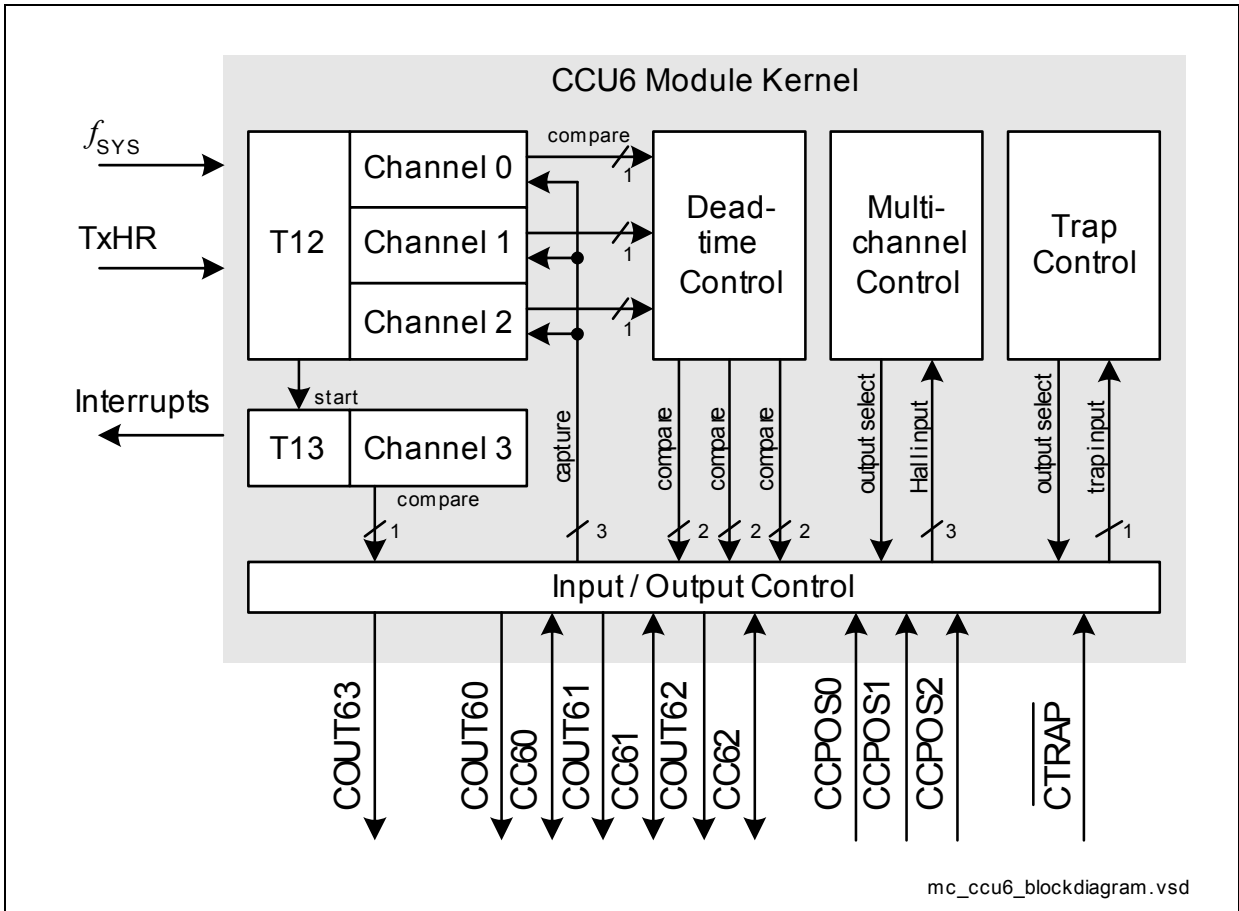 CCU6 Module Kernel
fSYS
TxHR
Interrupts
T12
Channel 0
Channel 1
Channel 2
compare
1
1
1
Dead-
time
Control
Multi-
channel
Control
Trap
Control
start
T13
Channel 3
compare
1
capture
3
compare
2
compare
2
compare
2
output select
Hall input
3
output select
trap input
1
Input / Output Control
COUT63
COUT60
CC60
COUT61
CC61
COUT62
CC62
CCPOS0
CCPOS1
CCPOS2
CTRAP
mc_ccu6_blockdiagram.vsd